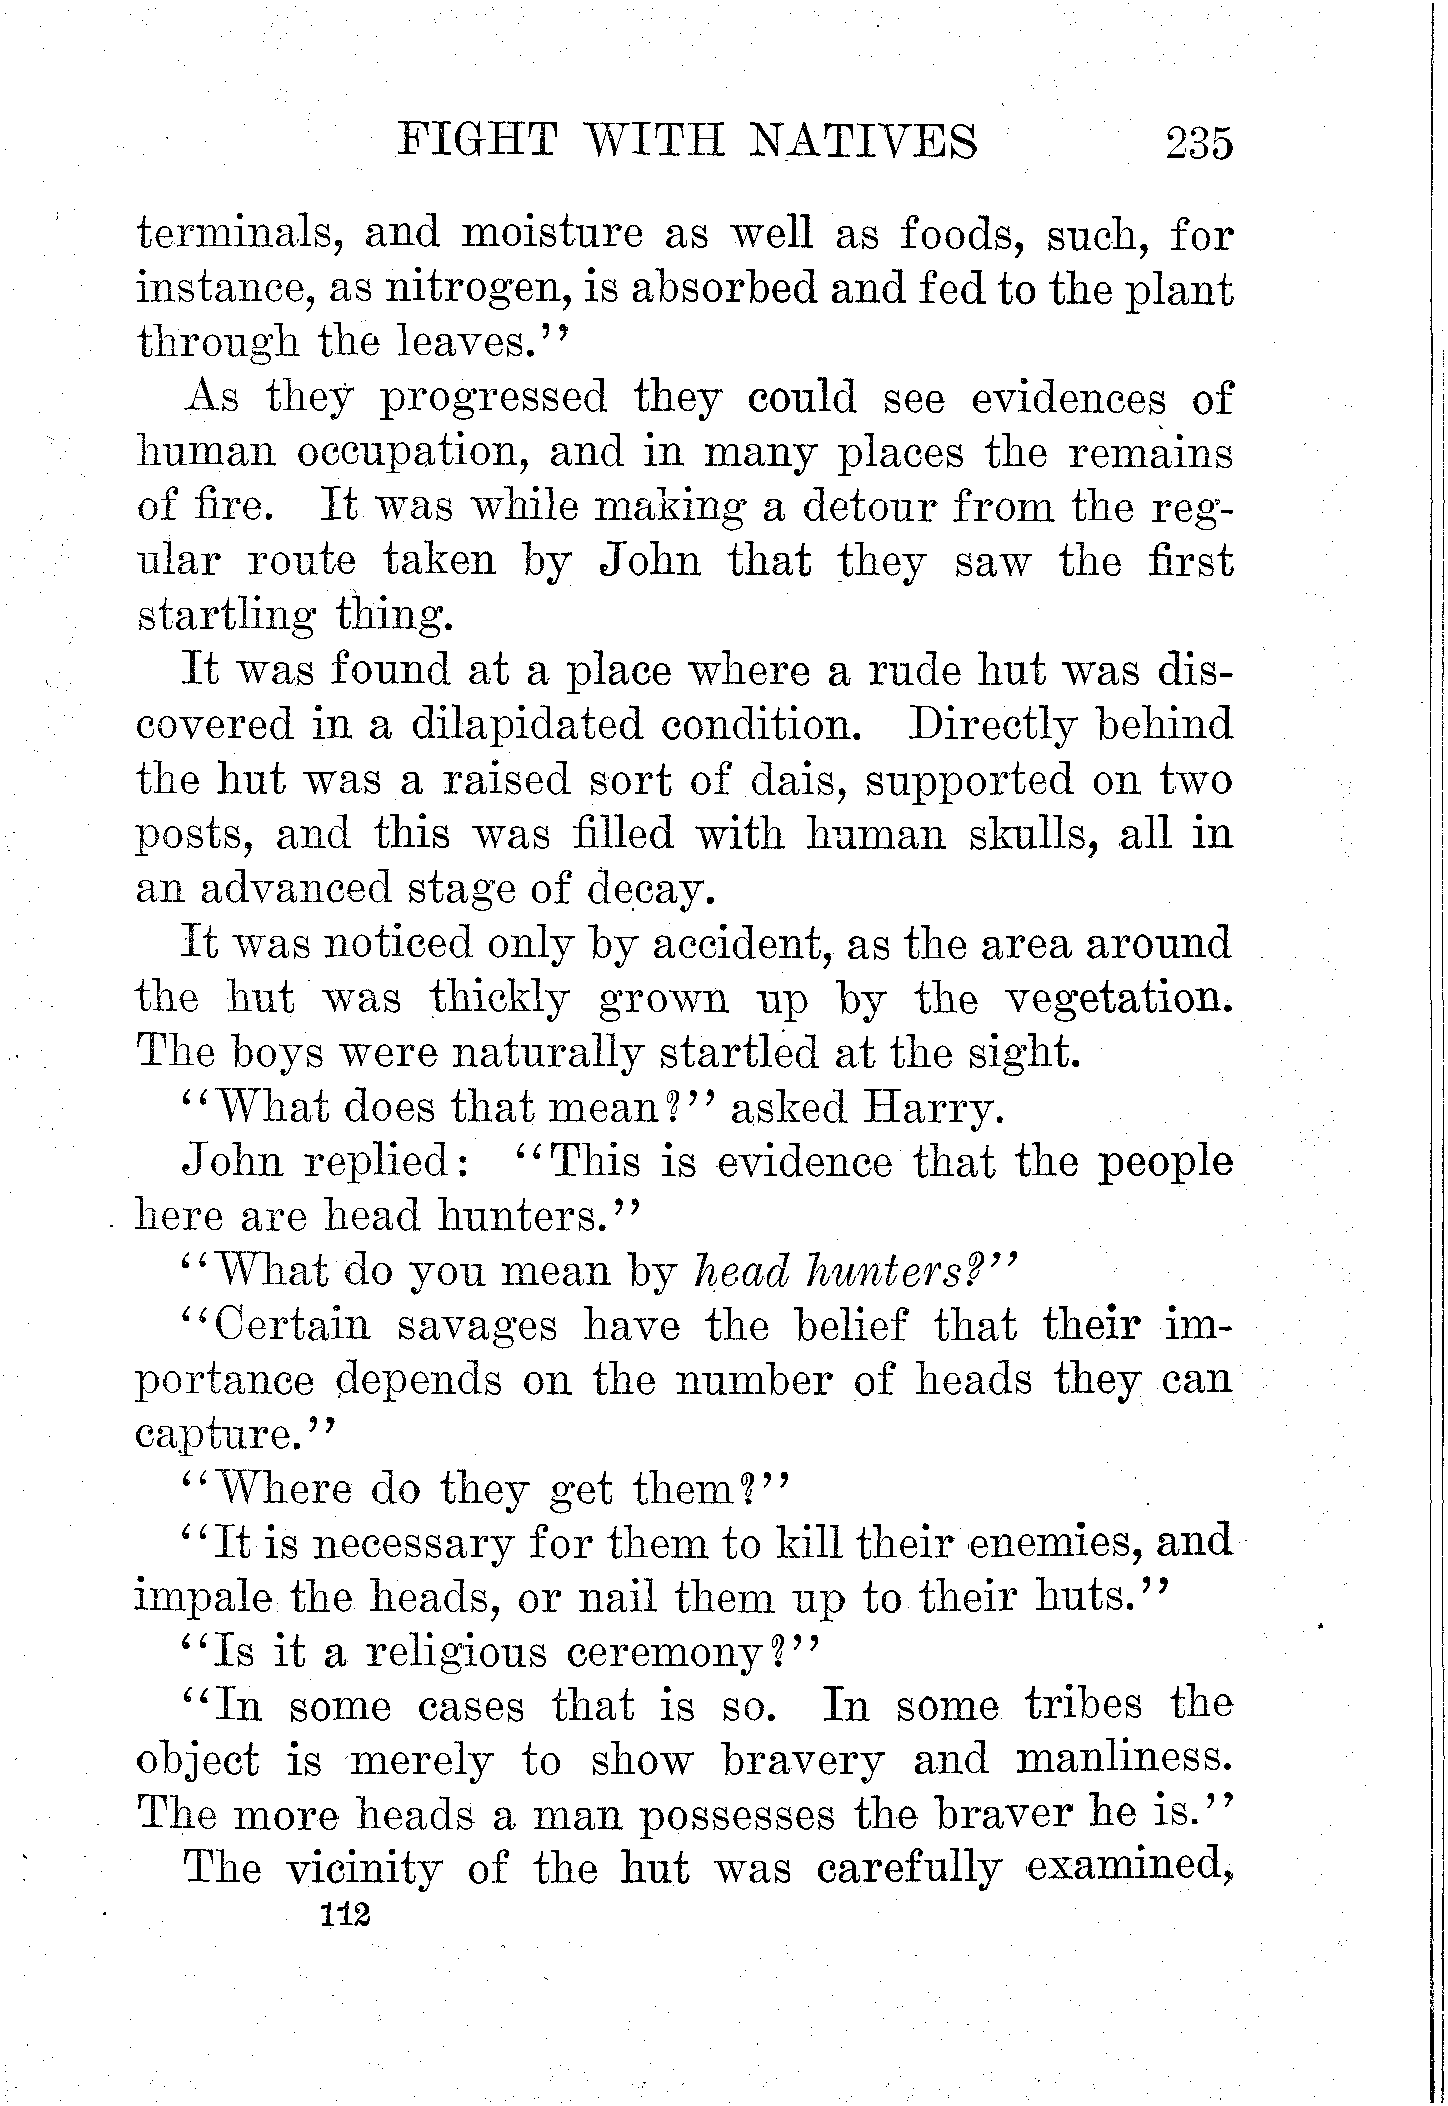 FIGHT WITH NATIVES 235
terminals, and moisture as well as foods, such, for
instance, as nitrogen, is absorbed and fed to the plant
through the leaves.''
As they progressed they could see evidences of
human occupation, and in many places the remains
of fire. It was while making a detour from the reg-
ular route taken by John that they saw the first
startling thing.
It was found at a place where a rude hut was dis-
covered in a dilapidated condition. Directly behind
the hut was a raised sort of dais, supported on two
posts, and this was filled with human skulls, all in
an advanced stage of decay.
It was noticed only by accident, as the area around
the hut was thickly grown up by the vegetation.
The boys were naturally startled at the sight.
"What does that mean?" asked Harry.
John replied: "This is evidence that the people
here are head hunters."
"What do you mean by head hunters?"
"Certain savages have the belief that their im-
portance depends on the number of heads they can
capture."
"Where do they get them?"
"It is necessary for them to kill their enemies, and
impale the heads, or nail them up to their huts."
"Is it a religious ceremony?"
"In some cases that is so. In some tribes the
object is merely to show bravery and manliness.
The more heads a man possesses the braver he is."
The vicinity of the hut was carefully examined,
112